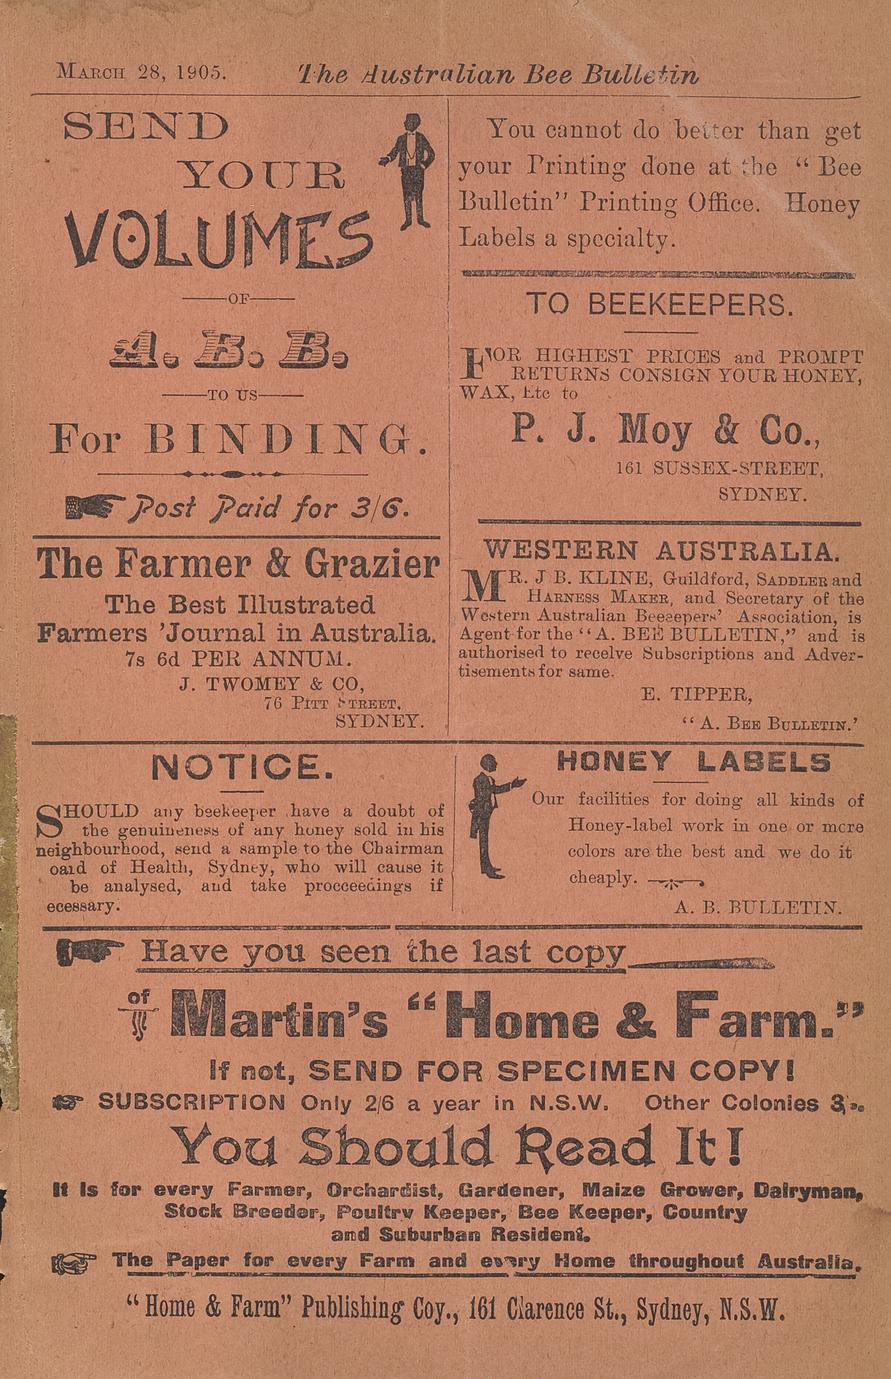 MARCH 28, 1905. The Australian Bee Bulletin
SEND
YOUR
VOLUMES
OF
A. B. B.
TO US
For BINDING.
Post Paid for 3/6.
The Farmer & Grazier
The Best Illustrated
Farmers 'Journal in Australia.
7s 6d PER ANNUM.
J. TWOMEY & CO,
76 PITT STREET,
SYDNEY.
You cannot do better than get
your Printing done at the “ Bee
Bulletin” Printing Office. Honey
Labels a specialty.
TO BEEKEEPERS.
FOR HIGHEST PRICES and PROMPT
RETURNS CONSIGN YOUR HONEY,
WAX, Etc to
P. J. Moy & Co.,
161 SUSSEX-STREET,
SYDNEY.
WESTERN AUSTRALIA.
MR. J B. KLINE, Guildford, SADDLER and
HARNESS MAKER, and Secretary of the
Western Australian Beeeepers’ Association, is
Agent for the “A. BEE BULLETIN,” and is
authorised to receive Subscriptions and Adver-
tisements for same.
E. TIPPER,
“ A. BEE BULLETIN.’
NOTICE.
SHOULD any beekeeper have a doubt of
the genuineness of any honey sold in his
neighbourhood, send a sample to the Chairman
oaid of Health, Sydney, who will cause it
be analysed, and take procceedings if
ecessary.
HONEY LABELS
Our facilities for doing all kinds of
Honey-label work in one or more
colors are the best and we do it
cheaply.
A. B. BULLETIN.
Have you seen the last copy
of Martin’s “Home & Farm.”
If not, SEND FOR SPECIMEN COPY!
SUBSCRIPTION Only 2/6 a year in N.S.W. Other Colonies 3/-.
You Should Read It!
It is for every Farmer, Orchardist, Gardener, Maize Grower, Dairyman,
Stock Breeder, Poultry Keeper, Bee Keeper, Country
and Suburban Resident.
The Paper for every Farm and every Home throughout Australia.
“Home & Farm” Publishing Coy., 161 Clarence St., Sydney, N.S.W.